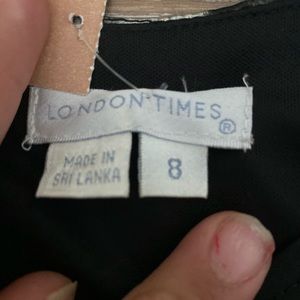 LONDON TIMES ®
MADE IN
SRI LANKA
8